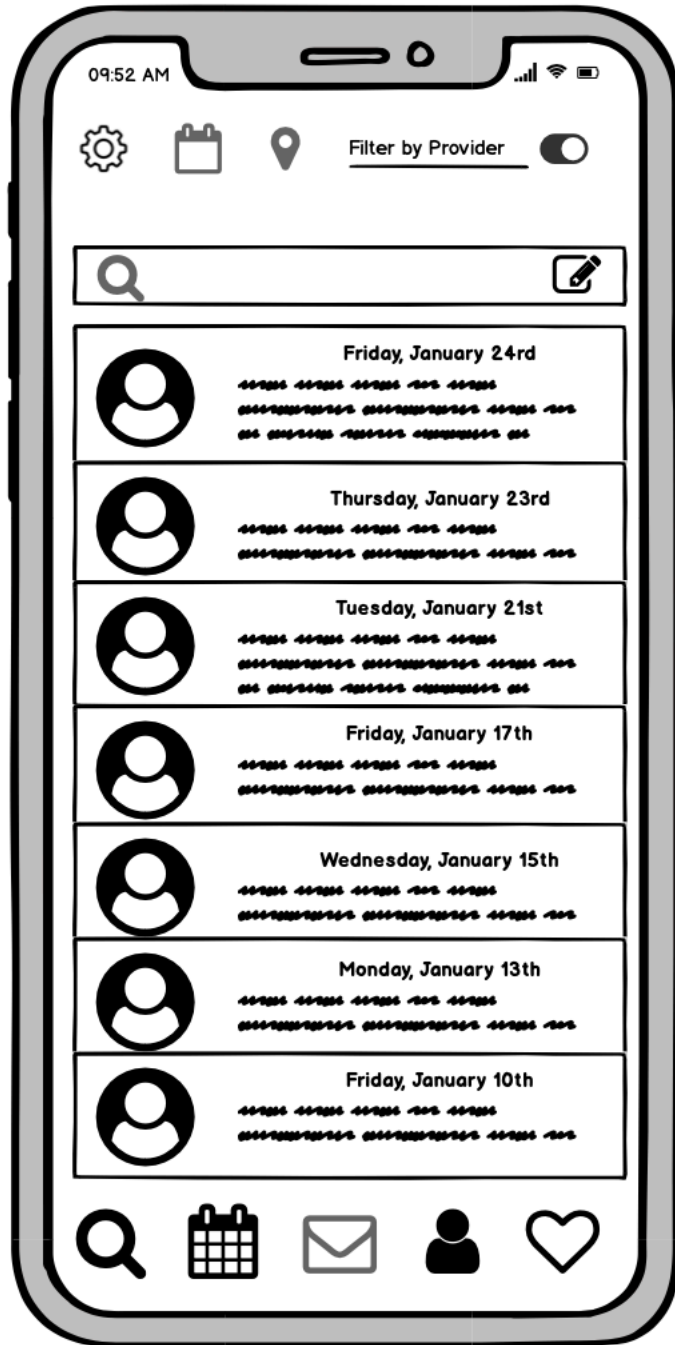 09:52 AM
Filter by Provider
Friday, January 24rd
Thursday, January 23rd
Tuesday, January 21st
Friday, January 17th
Wednesday, January 15th
Monday, January 13th
Friday, January 10th